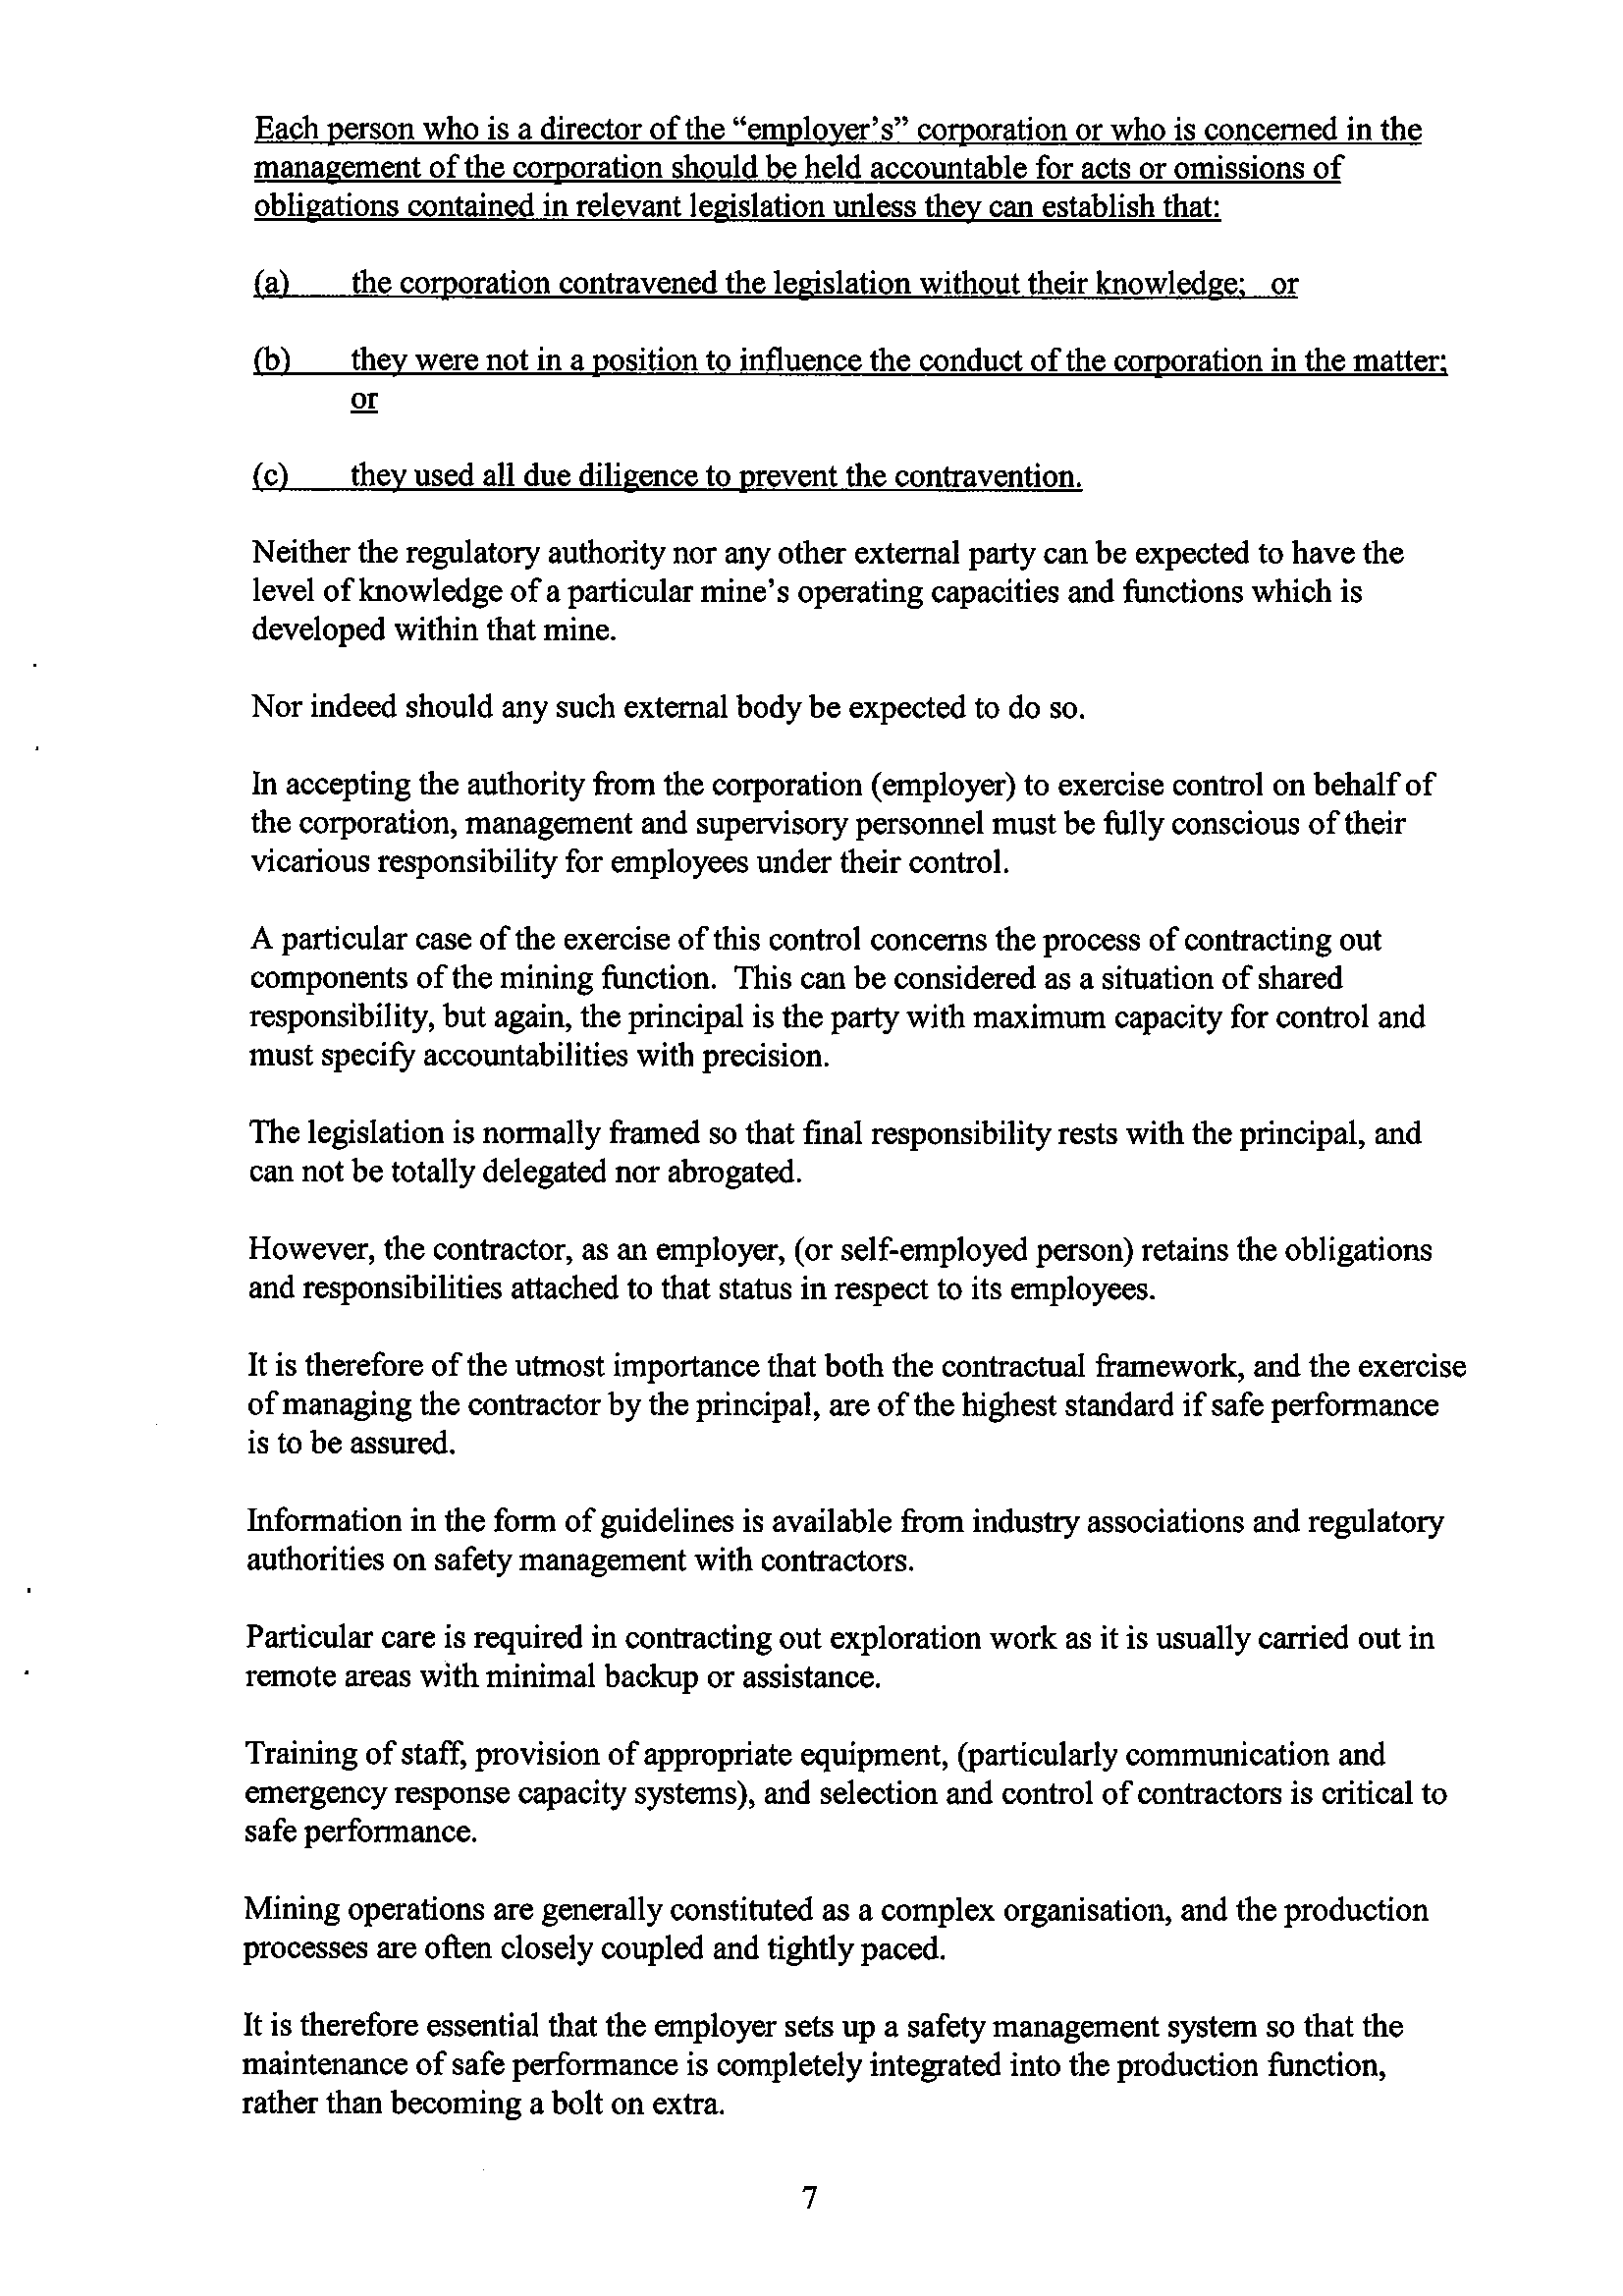 Each person who is a director of the “employer’s” corporation or who is concerned in the
management of the corporation should be held accountable for acts or omissions of
obligations contained in relevant legislation unless they can establish that:
(a) the corporation contravened the legislation without their knowledge; or
(b) they were not in a position to influence the conduct of the corporation in the matter;
or
(c) they used all due diligence to prevent the contravention.
Neither the regulatory authority nor any other external party can be expected to have the
level of knowledge of a particular mine’s operating capacities and functions which is
developed within that mine.
Nor indeed should any such external body be expected to do so.
In accepting the authority from the corporation (employer) to exercise control on behalf of
the corporation, management and supervisory personnel must be fully conscious of their
vicarious responsibility for employees under their control.
A particular case of the exercise of this control concerns the process of contracting out
components of the mining function. This can be considered as a situation of shared
responsibility, but again, the principal is the party with maximum capacity for control and
must specify accountabilities with precision.
The legislation is normally framed so that final responsibility rests with the principal, and
can not be totally delegated nor abrogated.
However, the contractor, as an employer, (or self-employed person) retains the obligations
and responsibilities attached to that status in respect to its employees.
It is therefore of the utmost importance that both the contractual framework, and the exercise
of managing the contractor by the principal, are of the highest standard if safe performance
is to be assured.
Information in the form of guidelines is available from industry associations and regulatory
authorities on safety management with contractors.
Particular care is required in contracting out exploration work as it is usually carried out in
remote areas with minimal backup or assistance.
Training of staff, provision of appropriate equipment, (particularly communication and
emergency response capacity systems), and selection and control of contractors is critical to
safe performance.
Mining operations are generally constituted as a complex organisation, and the production
processes are often closely coupled and tightly paced.
It is therefore essential that the employer sets up a safety management system so that the
maintenance of safe performance is completely integrated into the production function,
rather than becoming a bolt on extra.
7